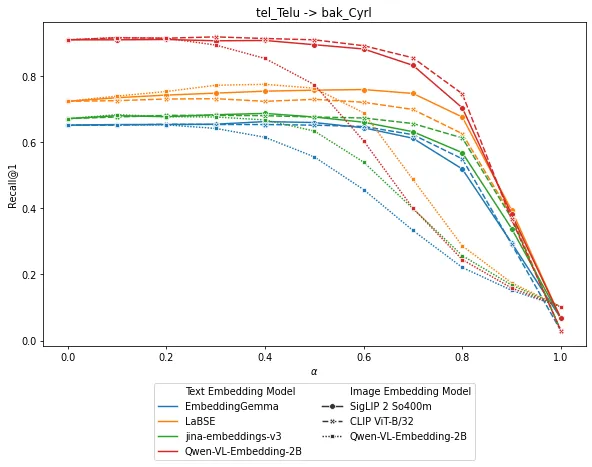 tel_Telu -> bak_Cyrl
Recall@1
0.8
0.6
0.4
0.2
0.0
0.0 0.2 0.4 0.6 0.8 1.0
α
Text Embedding Model Image Embedding Model
EmbeddingGemma SigLIP 2 So400m
LaBSE CLIP ViT-B/32
jina-embeddings-v3 Qwen-VL-Embedding-2B
Qwen-VL-Embedding-2B